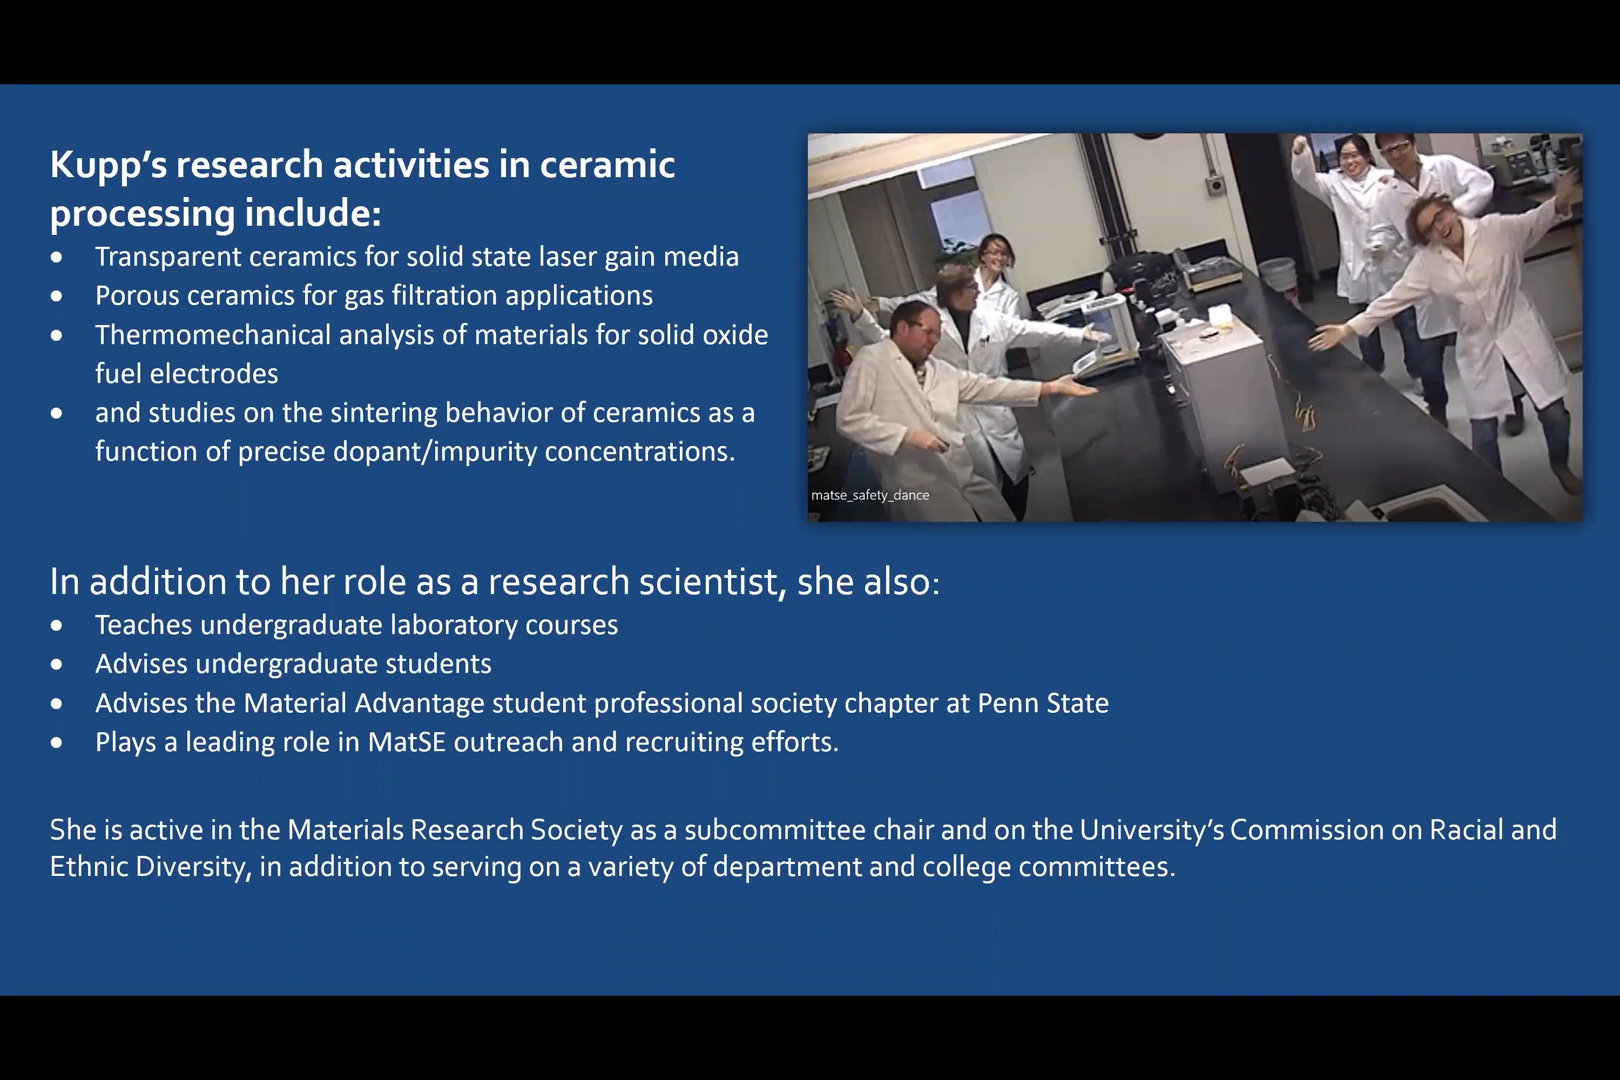 Kupp’s research activities in ceramic
processing include:
• Transparent ceramics for solid state laser gain media
• Porous ceramics for gas filtration applications
• Thermomechanical analysis of materials for solid oxide
fuel electrodes
• and studies on the sintering behavior of ceramics as a
function of precise dopant/impurity concentrations.
matse_safety_dance
In addition to her role as a research scientist, she also:
• Teaches undergraduate laboratory courses
• Advises undergraduate students
• Advises the Material Advantage student professional society chapter at Penn State
• Plays a leading role in MatSE outreach and recruiting efforts.
She is active in the Materials Research Society as a subcommittee chair and on the University’s Commission on Racial and
Ethnic Diversity, in addition to serving on a variety of department and college committees.